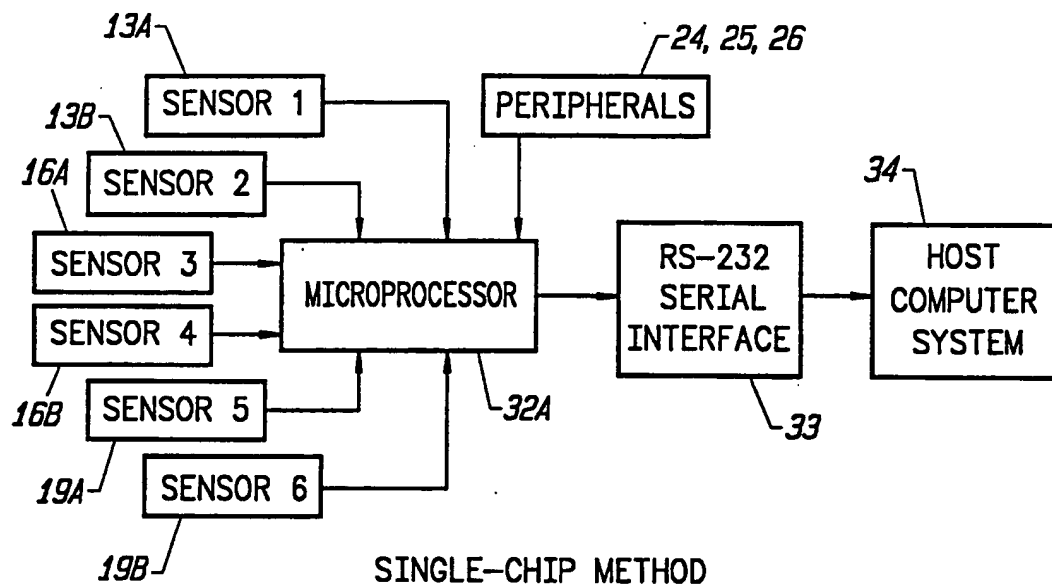 13A
24, 25, 26
SENSOR 1
PERIPHERALS
13B
SENSOR 2
16A
SENSOR 3
34
MICROPROCESSOR
RS-232
SERIAL
INTERFACE
HOST
COMPUTER
SYSTEM
SENSOR 4
16B
SENSOR 5
32A
33
19A
SENSOR 6
19B
SINGLE-CHIP METHOD